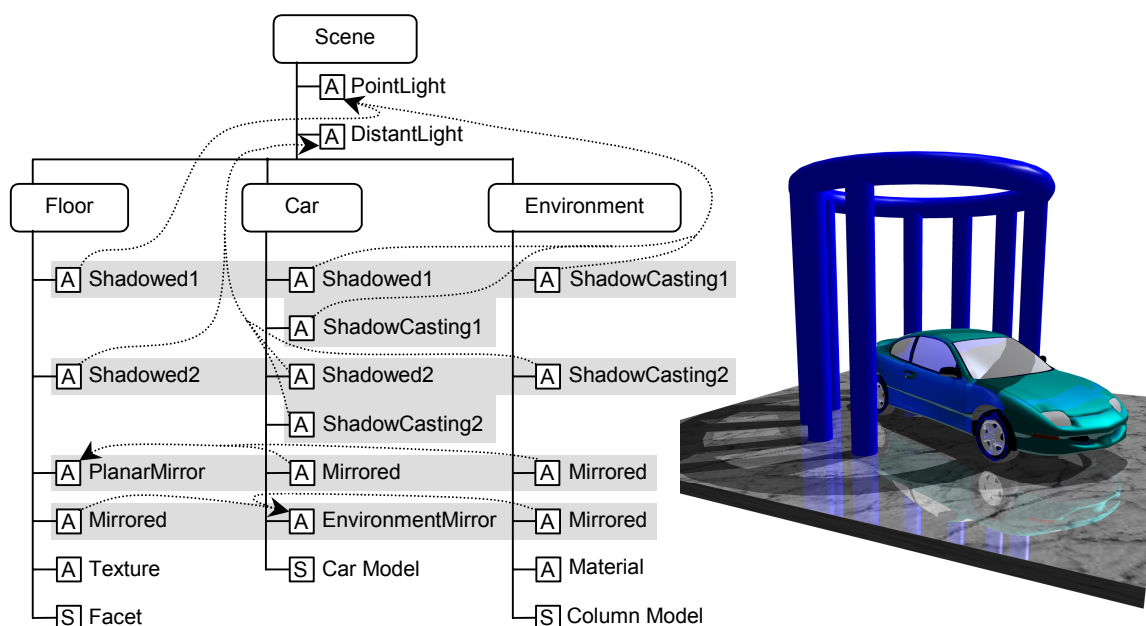 Scene
A PointLight
A DistantLight
Floor Car Environment
A Shadowed1 A Shadowed1 A ShadowCasting1
A ShadowCasting1
A Shadowed2 A Shadowed2 A ShadowCasting2
A ShadowCasting2
A PlanarMirror A Mirrored A Mirrored
A Mirrored A EnvironmentMirror A Mirrored
A Texture S Car Model A Material
S Facet S Column Model